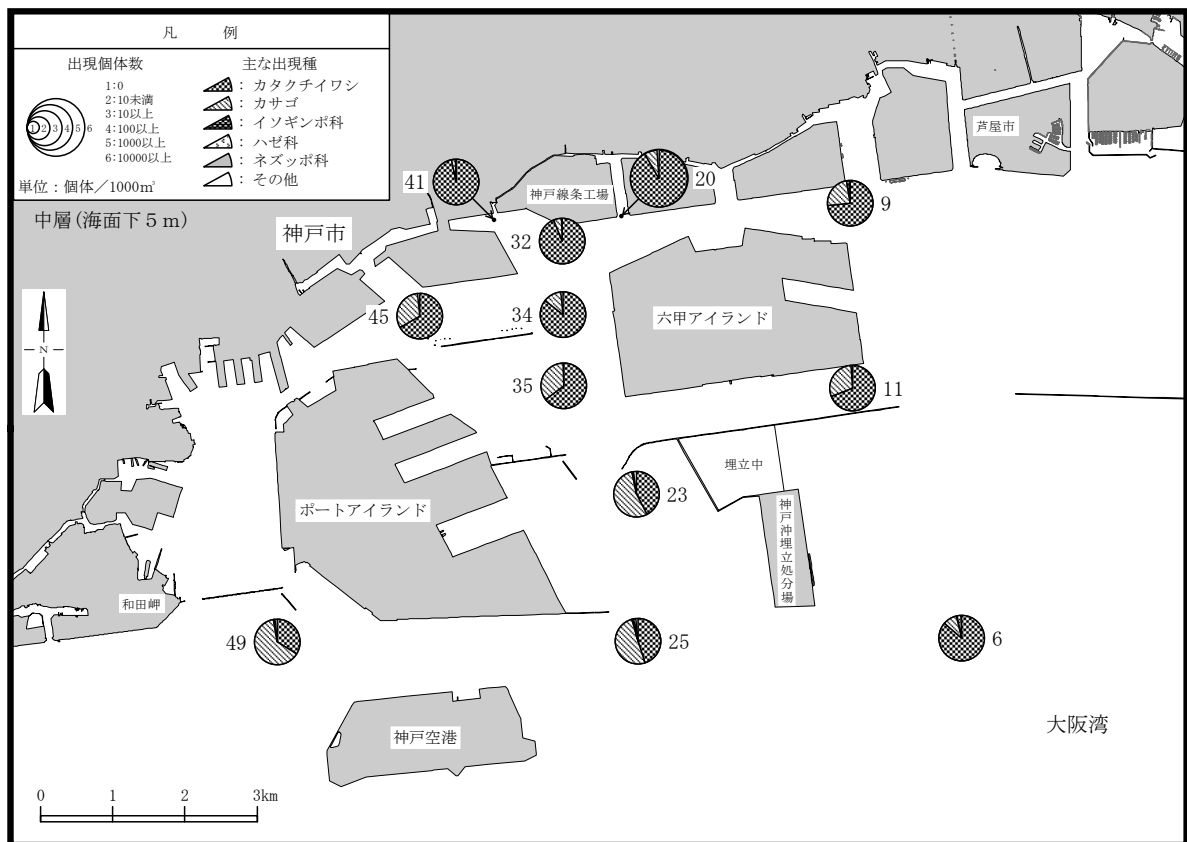 凡 例
出現個体数
1:0
2:10未満
3:10以上
4:100以上
5:1000以上
6:10000以上
1 2 3 4 5 6
単位：個体／1000㎥
主な出現種
：カタクチイワシ
：カサゴ
：イソギンポ科
：ハゼ科
：ネズッポ科
：その他
中層(海面下５ｍ)
神戸市
芦屋市
神戸線条工場
41
20
9
32
45
34
六甲アイランド
35
11
23
埋立中
ポートアイランド
神戸沖埋立処分場
和田岬
49
25
6
神戸空港
大阪湾
N
0 1 2 3km